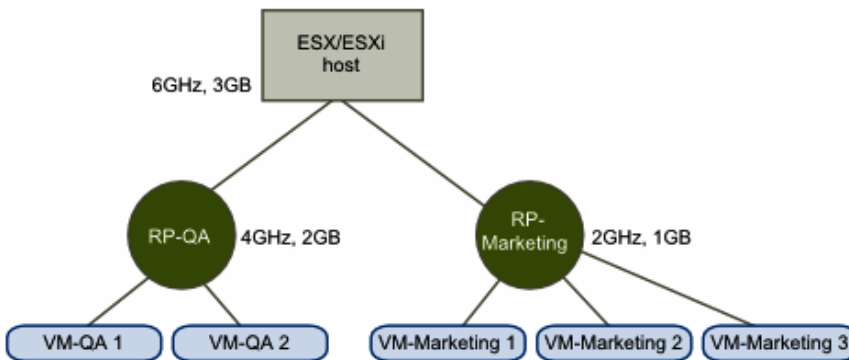 ESX/ESXi
host
6GHz, 3GB
RP-QA
4GHz, 2GB
RP-
Marketing
2GHz, 1GB
VM-QA 1
VM-QA 2
VM-Marketing 1
VM-Marketing 2
VM-Marketing 3